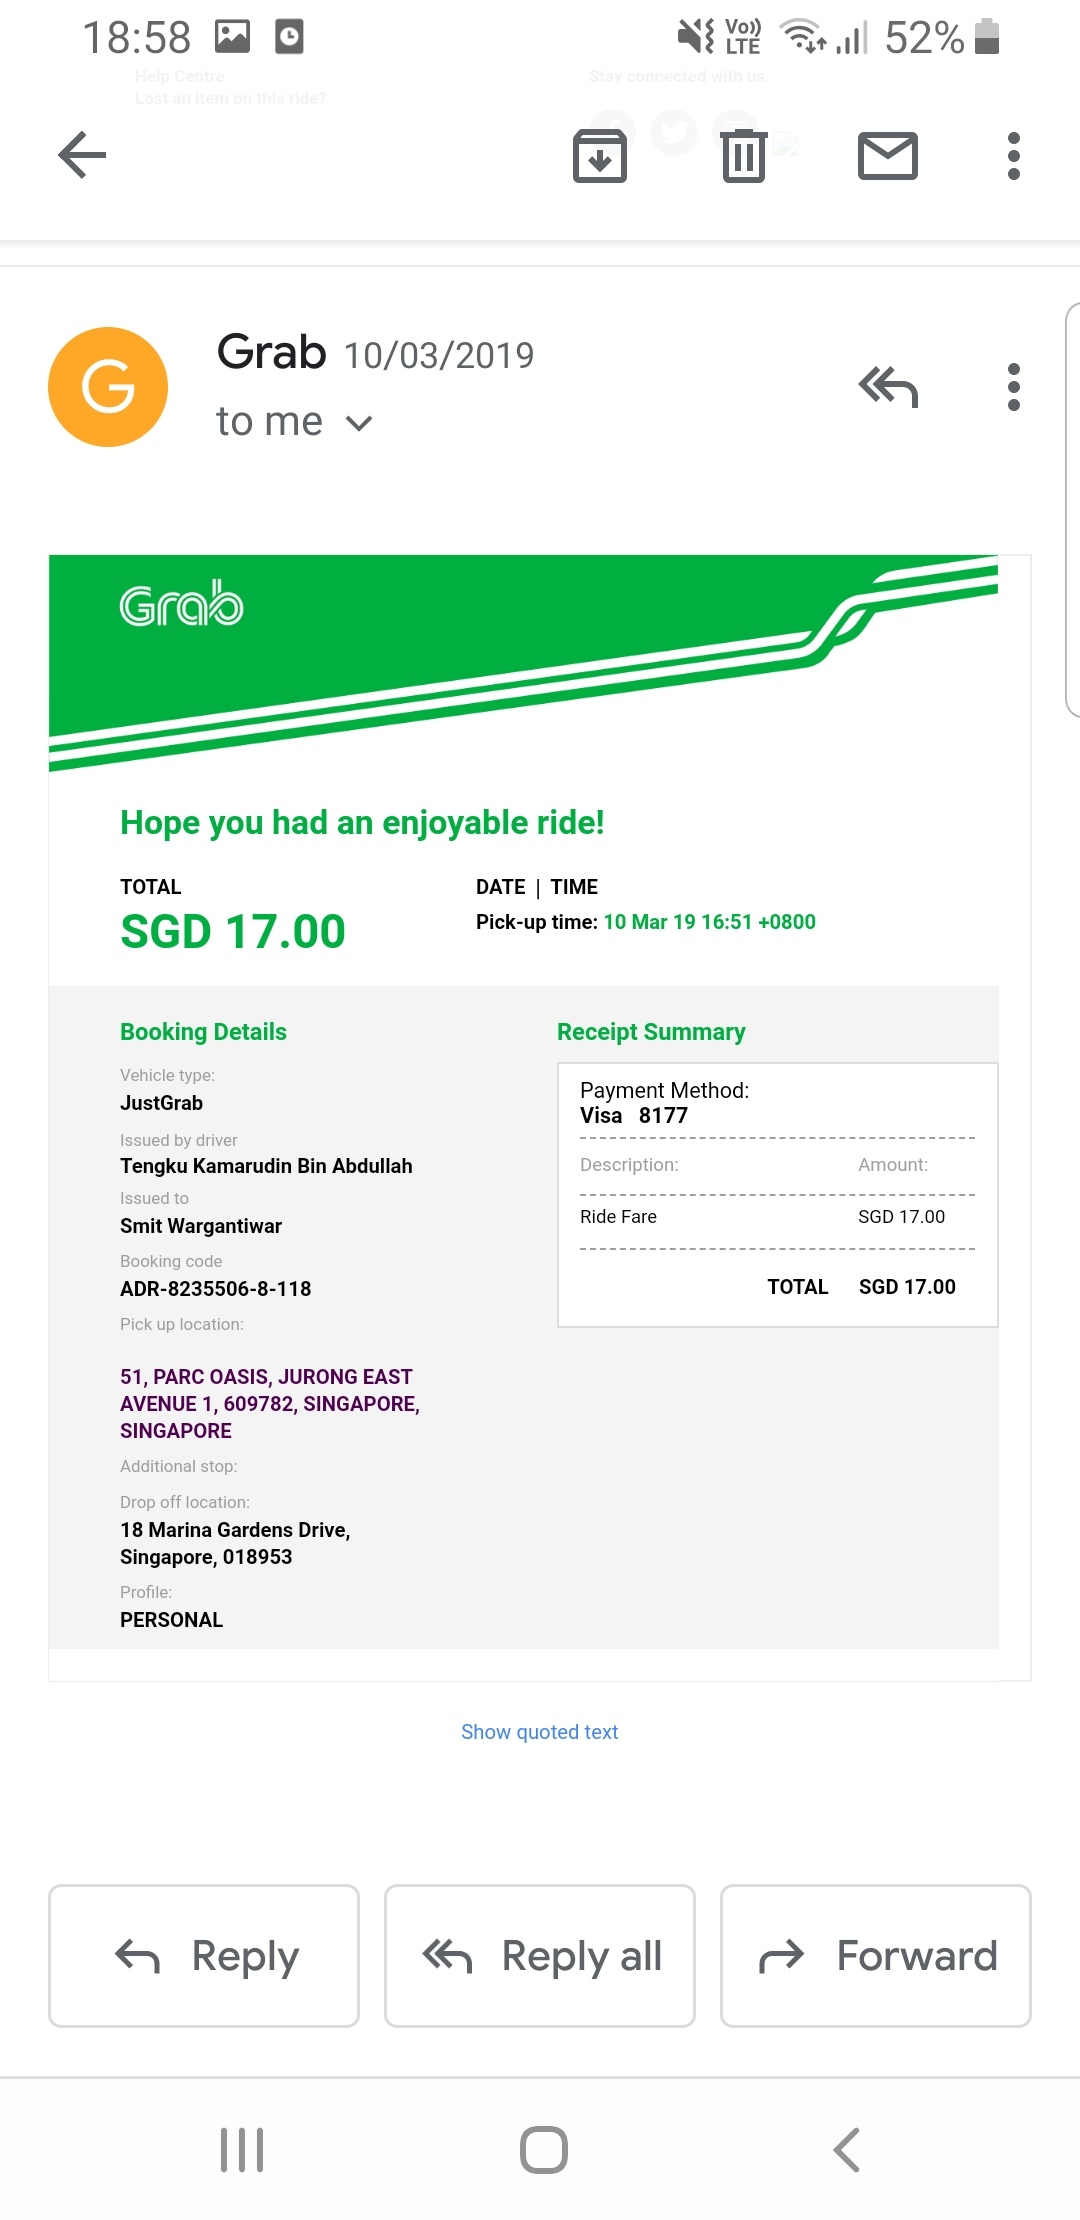 18:58
Vo)) LTE
52%
Help Centre
Stay connected with us.
Lost an item on this ride?
G
Grab 10/03/2019
to me
Grab
Hope you had an enjoyable ride!
TOTAL
SGD 17.00
DATE | TIME
Pick-up time: 10 Mar 19 16:51 +0800
Booking Details
Vehicle type:
JustGrab
Issued by driver
Tengku Kamarudin Bin Abdullah
Issued to
Smit Wargantiwar
Booking code
ADR-8235506-8-118
Pick up location:
51, PARC OASIS, JURONG EAST
AVENUE 1, 609782, SINGAPORE,
SINGAPORE
Additional stop:
Drop off location:
18 Marina Gardens Drive,
Singapore, 018953
Profile:
PERSONAL
Receipt Summary
Payment Method:
Visa 8177
Description: Amount:
Ride Fare SGD 17.00
TOTAL SGD 17.00
Show quoted text
Reply
Reply all
Forward